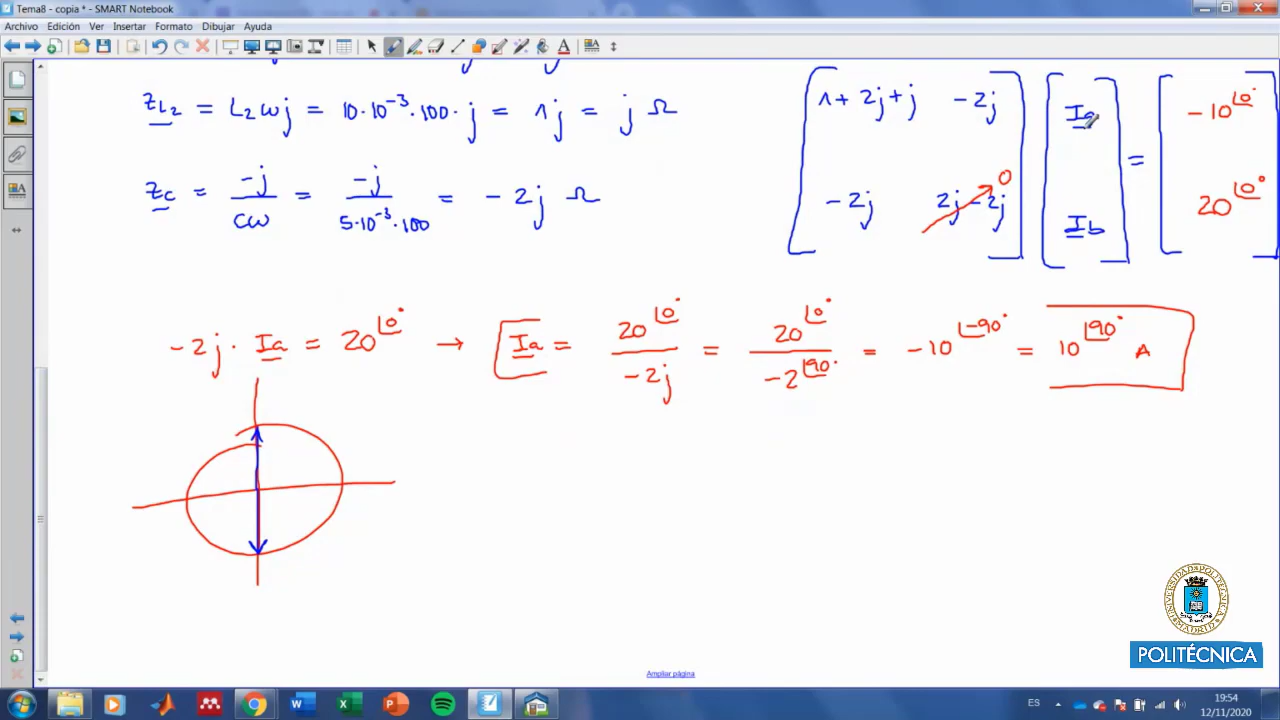 Tema8 - copia * - SMART Notebook
Archivo Edición Ver Insertar Formato Dibujar Ayuda
z_L2 = L2ωj = 10·10⁻³·100·j = 1j = j Ω
z_C = -j / Cω = -j / 5·10⁻³·100 = -2j Ω
[1+2j+j -2j; -2j 2j-2j → 0] [Ia; Ib] = [-10∠0°; 20∠0°]
-2j · Ia = 20∠0° → Ia = 20∠0° / -2j = 20∠0° / -2∠90° = -10∠-90° = 10∠90° A
POLITÉCNICA
Ampliar página
ES
19:54
12/11/2020